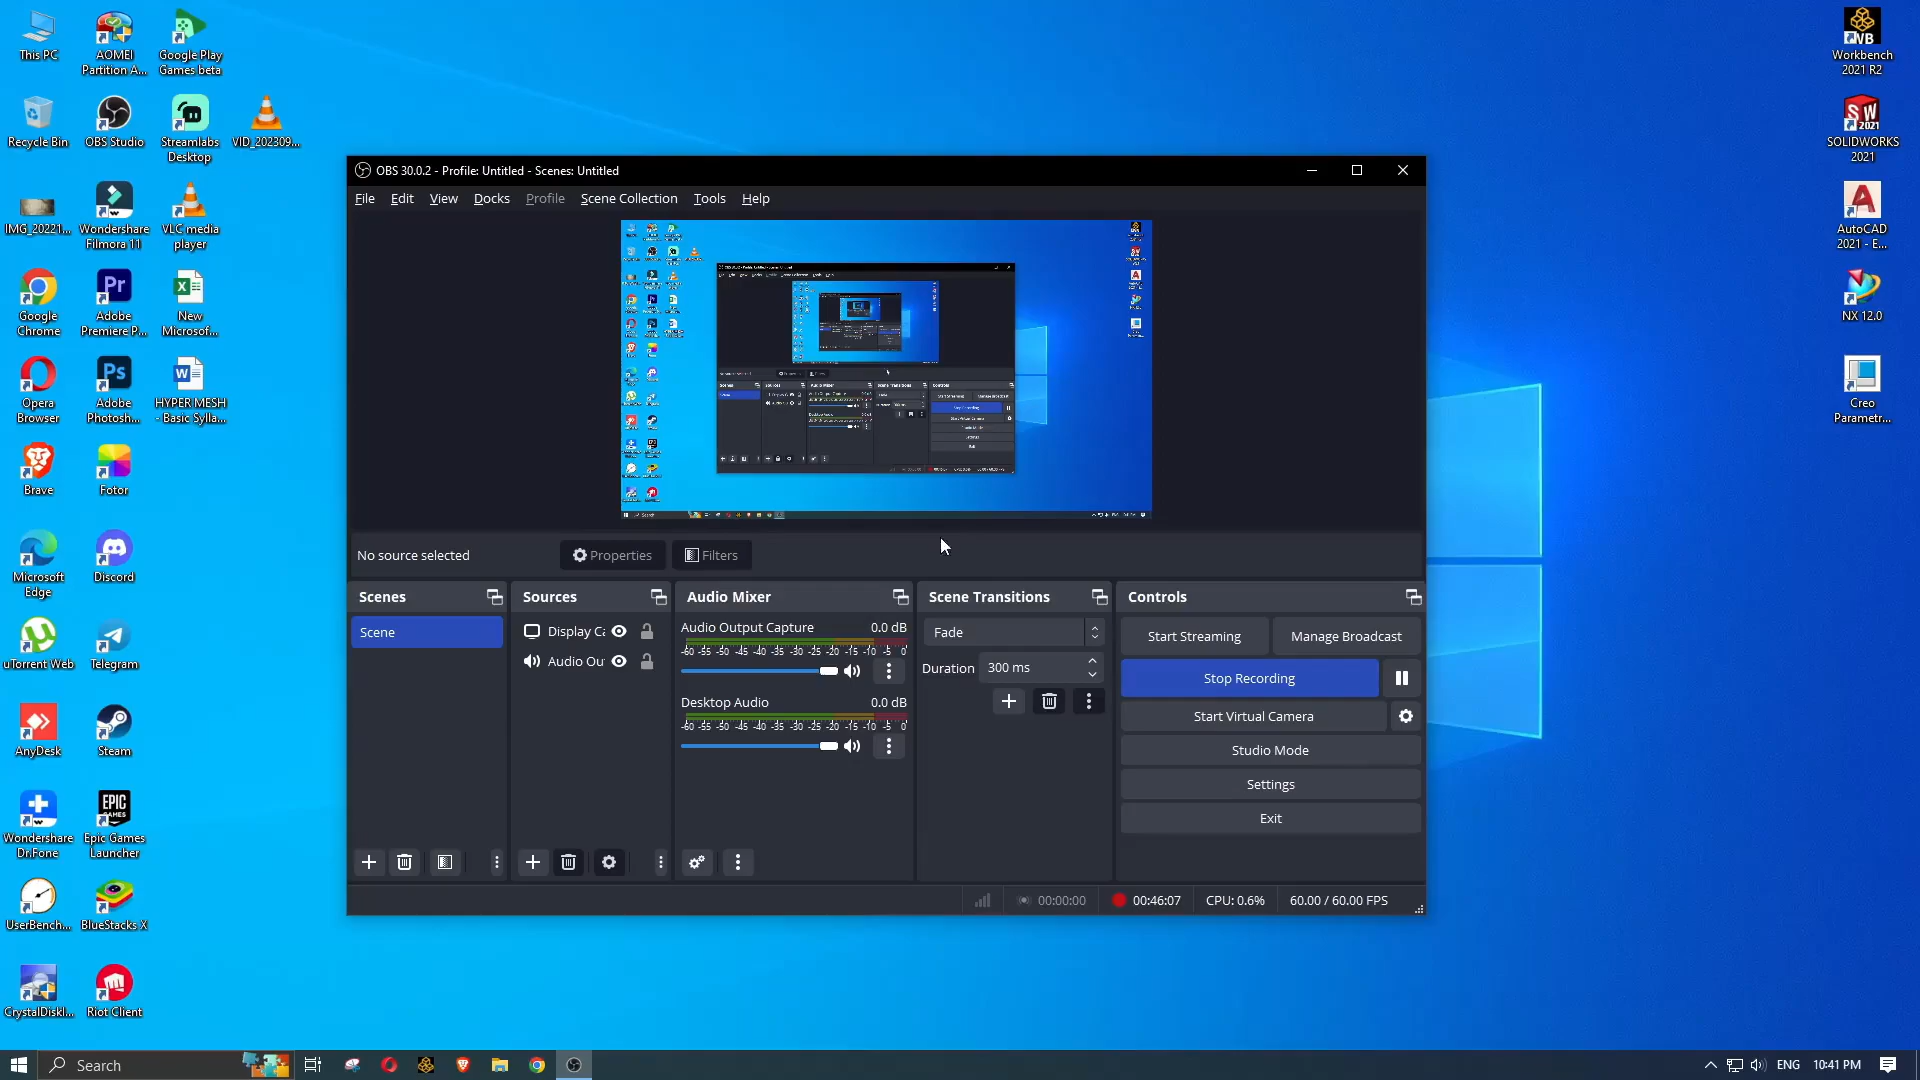 This PC
AOMEI
Partition A...
Google Play
Games beta
Recycle Bin
OBS Studio
Streamlabs
Desktop
VID_202309...
IMG_20221...
Wondershare
Filmora 11
VLC media
player
Google
Chrome
Adobe
Premiere P...
New
Microsof...
Opera
Browser
Adobe
Photosh...
HYPER MESH
- Basic Sylla...
Brave
Fotor
Microsoft
Edge
Discord
uTorrent Web
Telegram
AnyDesk
Steam
Wondershare
Dr.Fone
Epic Games
Launcher
UserBench...
BlueStacks X
CrystalDiskI...
Riot Client
Workbench
2021 R2
SOLIDWORKS
2021
AutoCAD
2021 - E...
NX 12.0
Creo
Parametr...
OBS 30.0.2 - Profile: Untitled - Scenes: Untitled
File Edit View Docks Profile Scene Collection Tools Help
No source selected Properties Filters
Scenes
Scene
Sources
Display Ca
Audio Ou
Audio Mixer
Audio Output Capture 0.0 dB
-60 -55 -50 -45 -40 -35 -30 -25 -20 -15 -10 -5 0
Desktop Audio 0.0 dB
-60 -55 -50 -45 -40 -35 -30 -25 -20 -15 -10 -5 0
Scene Transitions
Fade
Duration 300 ms
Controls
Start Streaming Manage Broadcast
Stop Recording
Start Virtual Camera
Studio Mode
Settings
Exit
00:00:00 00:46:07 CPU: 0.6% 60.00 / 60.00 FPS
Search
ENG 10:41 PM